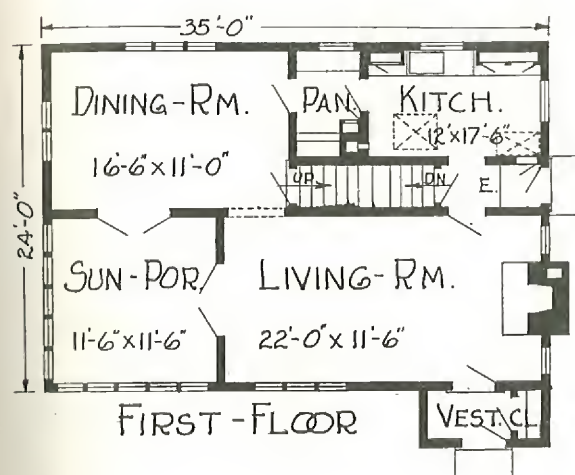 35'-0"
DINING-RM. PAN. KITCH.
12'x17'-6"
16'-6"x11'-0"
UP DN E.
24'-0"
SUN-POR. LIVING-RM.
11'-6"x11'-6" 22'-0"x11'-6"
FIRST-FLOOR VEST. CL.